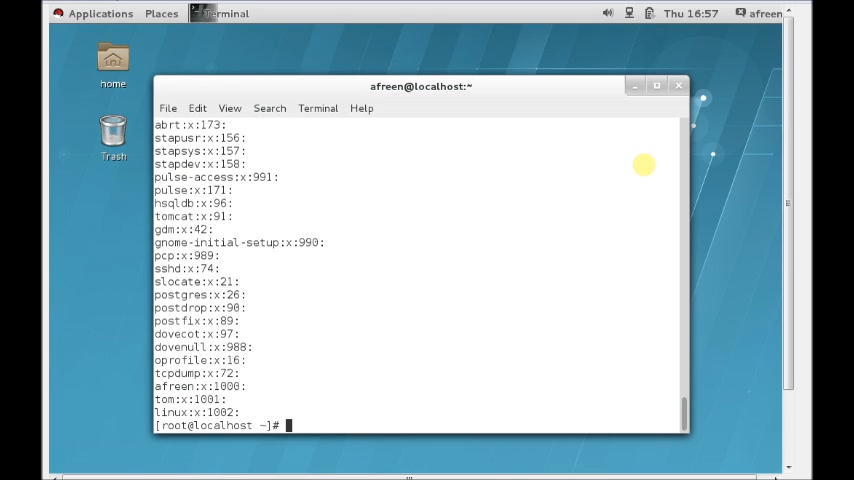 Applications Places Terminal Thu 16:57 afreen
home
Trash
afreen@localhost:~
File Edit View Search Terminal Help
abrt:x:173:
stapusr:x:156:
stapsys:x:157:
stapdev:x:158:
pulse-access:x:991:
pulse:x:171:
hsqldb:x:96:
tomcat:x:91:
gdm:x:42:
gnome-initial-setup:x:990:
pcp:x:989:
sshd:x:74:
slocate:x:21:
postgres:x:26:
postdrop:x:90:
postfix:x:89:
dovecot:x:97:
dovenull:x:988:
oprofile:x:16:
tcpdump:x:72:
afreen:x:1000:
tom:x:1001:
linux:x:1002:
[root@localhost ~]#